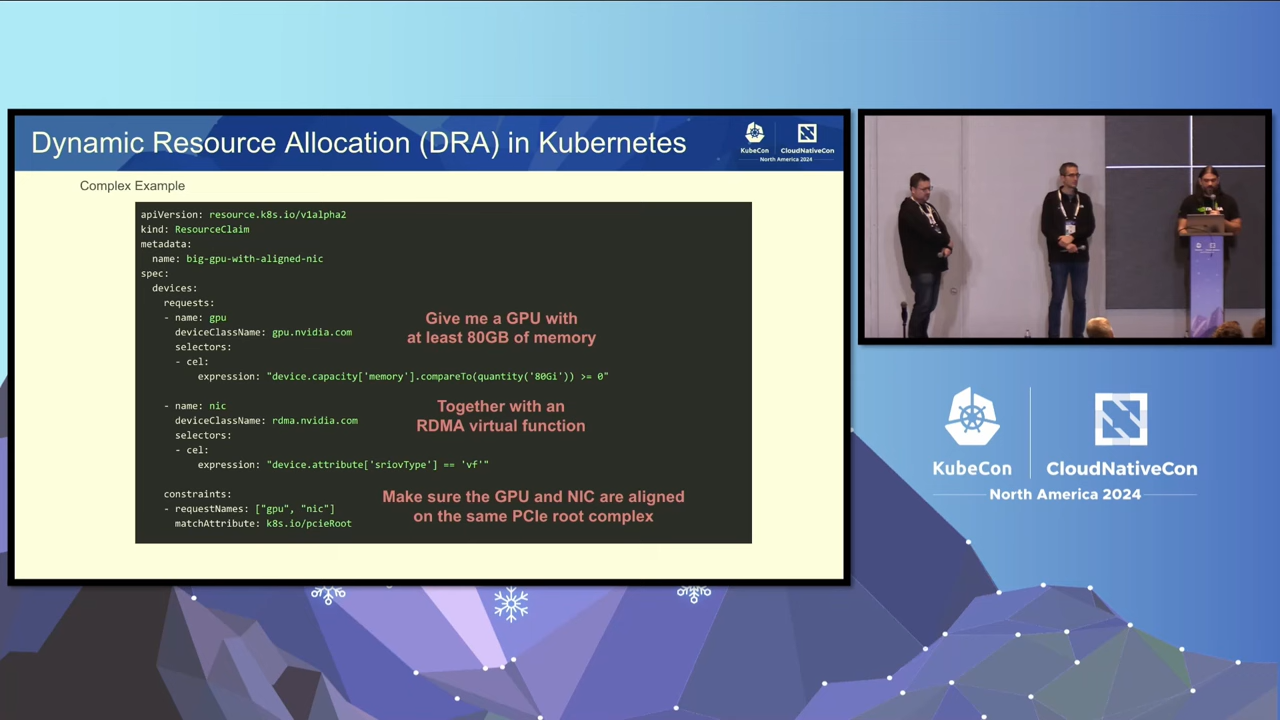 Dynamic Resource Allocation (DRA) in Kubernetes
KubeCon
CloudNativeCon
North America 2024
Complex Example
apiVersion: resource.k8s.io/v1alpha2
kind: ResourceClaim
metadata:
  name: big-gpu-with-aligned-nic
spec:
  devices:
    requests:
    - name: gpu
      deviceClassName: gpu.nvidia.com
      selectors:
      - cel:
          expression: "device.capacity['memory'].compareTo(quantity('80Gi')) >= 0"
Give me a GPU with
at least 80GB of memory
    - name: nic
      deviceClassName: rdma.nvidia.com
      selectors:
      - cel:
          expression: "device.attribute['sriovType'] == 'vf'"
Together with an
RDMA virtual function
    constraints:
    - requestNames: ["gpu", "nic"]
      matchAttribute: k8s.io/pcieRoot
Make sure the GPU and NIC are aligned
on the same PCIe root complex
KubeCon
CloudNativeCon
North America 2024